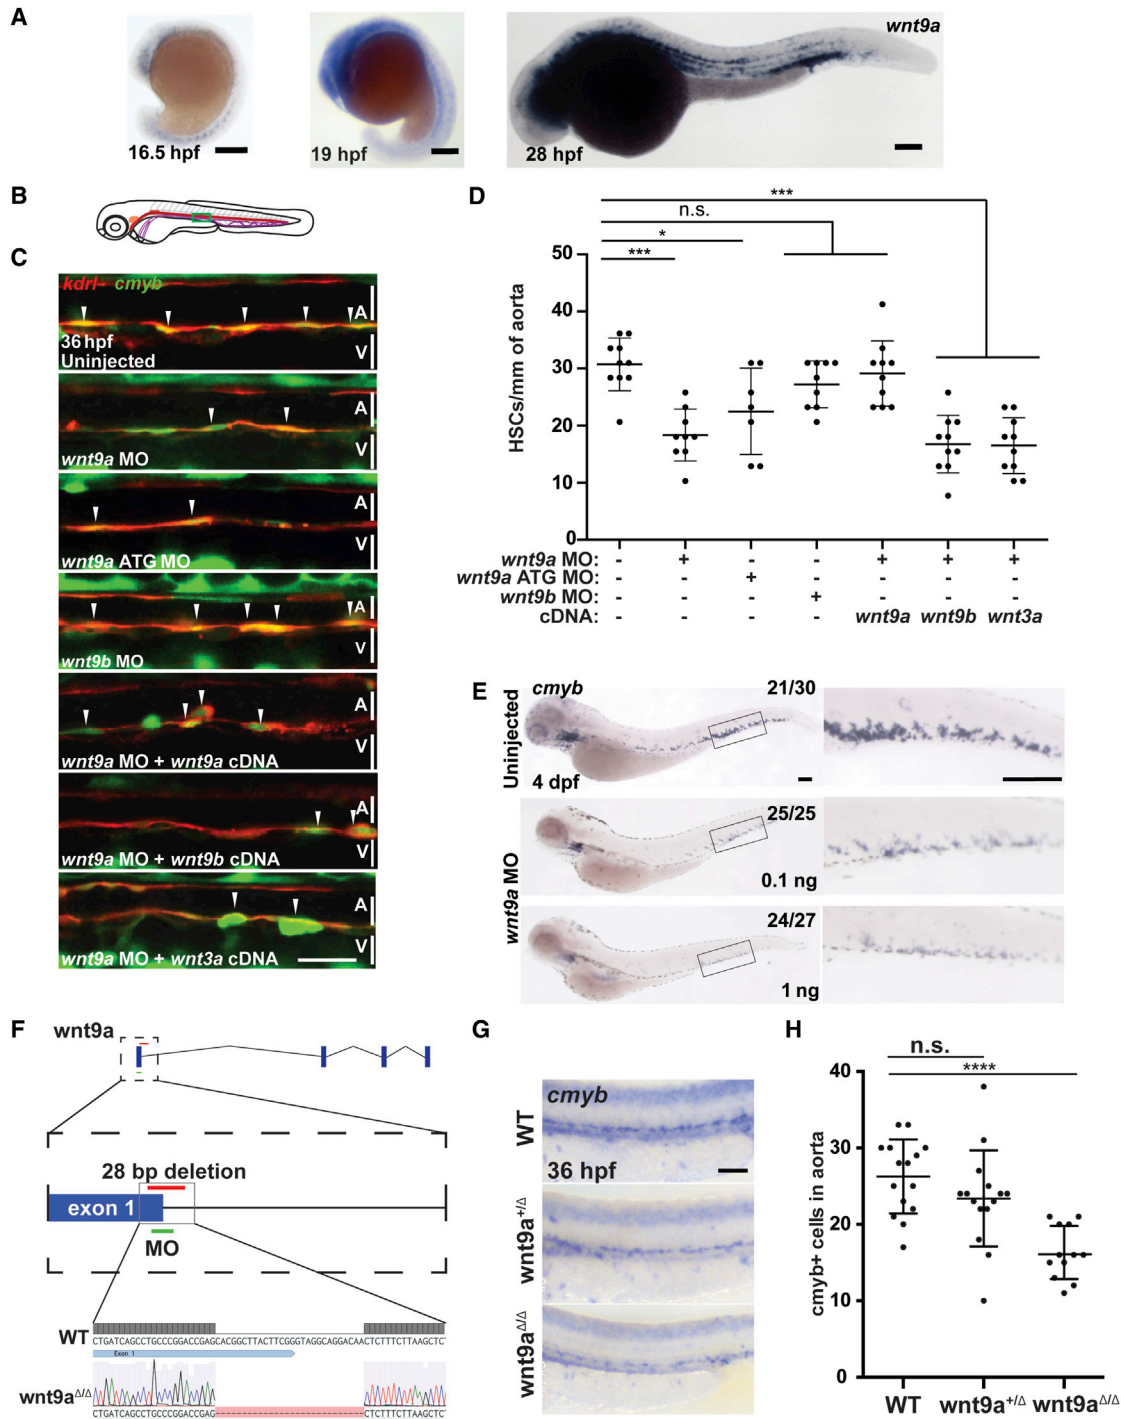 A
wnt9a
16.5 hpf
19 hpf
28 hpf
B
C
kdrl
cmyb
A
36 hpf
Uninjected
V
A
wnt9a MO
V
A
wnt9a ATG MO
V
A
wnt9b MO
V
A
wnt9a MO + wnt9a cDNA
V
A
wnt9a MO + wnt9b cDNA
V
A
wnt9a MO + wnt3a cDNA
V
D
***
n.s.
*
***
HSCs/mm of aorta
50
40
30
20
10
0
wnt9a MO: - + - - + + +
wnt9a ATG MO: - - + - - - -
wnt9b MO: - - - + - - -
cDNA: - - - - wnt9a wnt9b wnt3a
E
Uninjected
cmyb
21/30
4 dpf
wnt9a MO
25/25
0.1 ng
24/27
1 ng
F
wnt9a
28 bp deletion
exon 1
MO
WT
CTGATCAGCCTGCCCGGACCGAGCACGGCTTACTTCGGGTAGGCAGGACAACTCTTTCTTAAGCTC
Exon 1
wnt9aΔ/Δ
CTGATCAGCCTGCCCGGACCGAG----------------------------CTCTTTCTTAAGCTC
G
WT
cmyb
36 hpf
wnt9a+/Δ
wnt9aΔ/Δ
H
n.s.
****
cmyb+ cells in aorta
40
30
20
10
0
WT wnt9a+/Δ wnt9aΔ/Δ